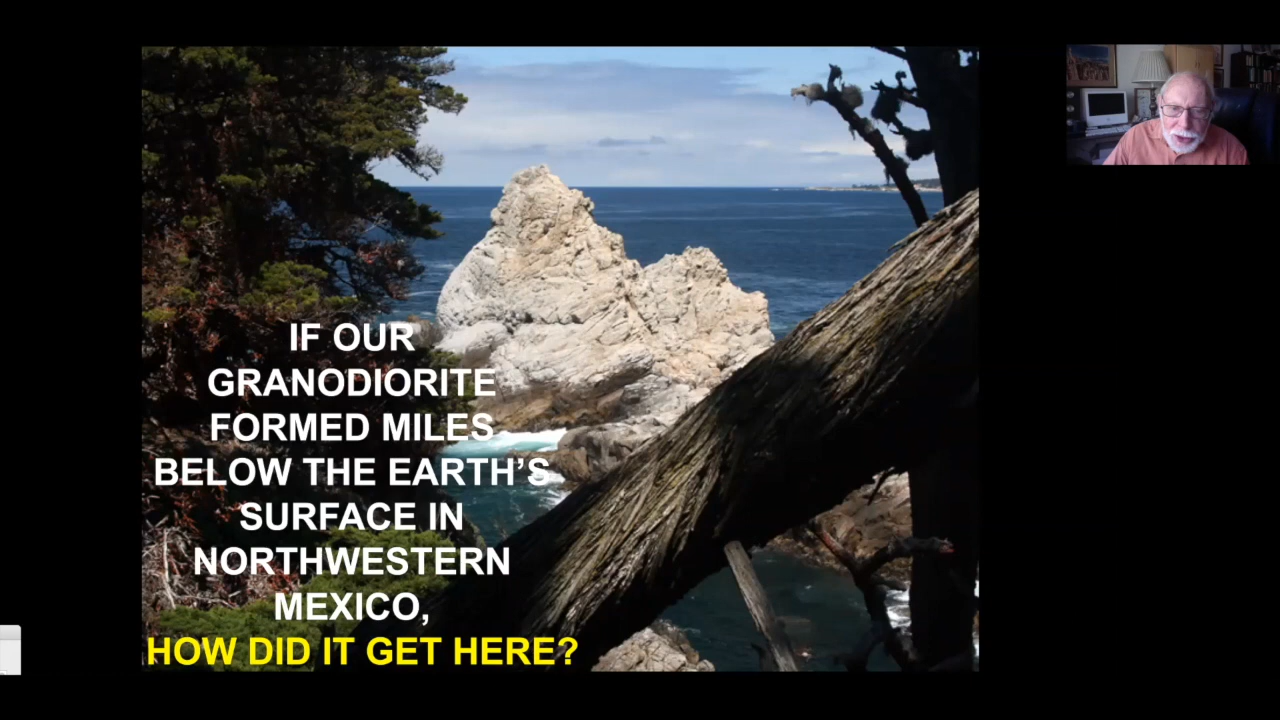 IF OUR
GRANODIORITE
FORMED MILES
BELOW THE EARTH’S
SURFACE IN
NORTHWESTERN
MEXICO,
HOW DID IT GET HERE?